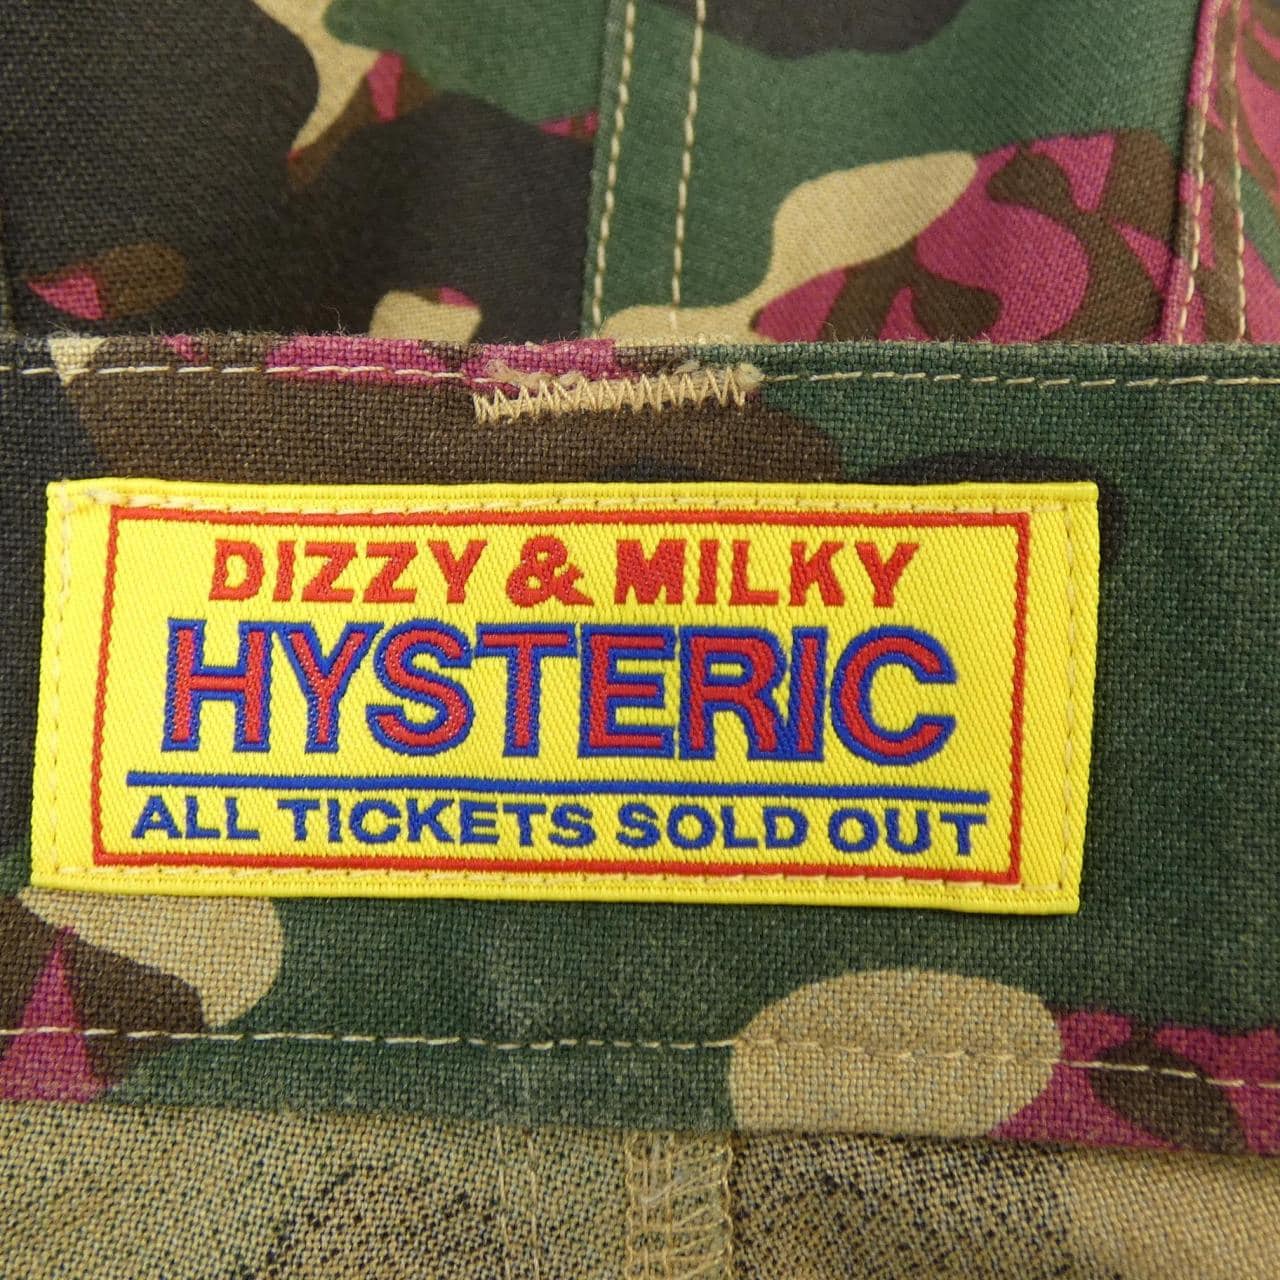 DIZZY & MILKY
HYSTERIC
ALL TICKETS SOLD OUT